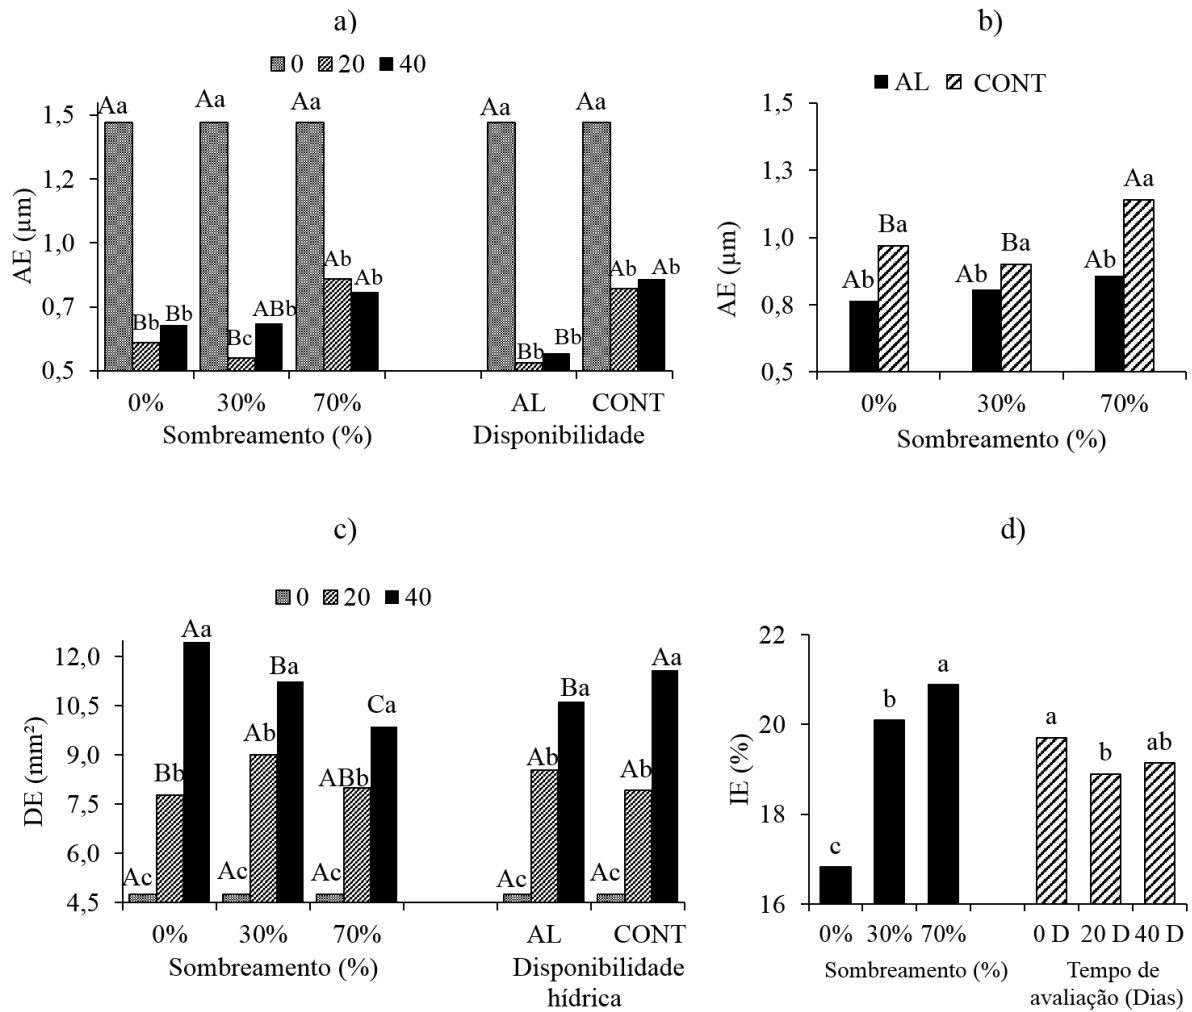 a)
0 20 40
AE (µm)
1,5
1,2
1,0
0,7
0,5
Aa Aa Aa Aa Aa
Bb Bb Bc ABb Ab Ab Bb Bb Ab Ab
0% 30% 70% AL CONT
Sombreamento (%) Disponibilidade
b)
AL CONT
AE (µm)
1,5
1,3
1,0
0,8
0,5
Ab Ba Ab Ba Ab Aa
0% 30% 70%
Sombreamento (%)
c)
0 20 40
DE (mm²)
12,0
10,5
9,0
7,5
6,0
4,5
Ac Bb Aa Ac Ab Ba Ac ABb Ca Ac Ab Ba Ac Ab Aa
0% 30% 70% AL CONT
Sombreamento (%) Disponibilidade
hídrica
d)
IE (%)
22
20
18
16
c b a a b ab
0% 30% 70% 0 D 20 D 40 D
Sombreamento (%) Tempo de
avaliação (Dias)